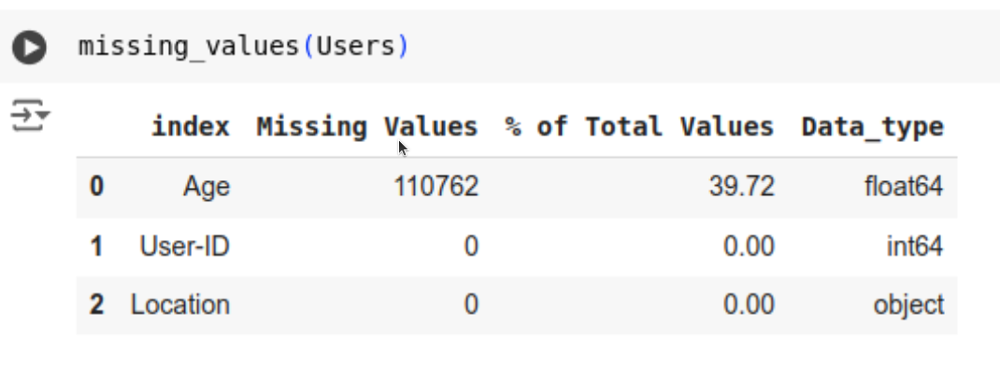 missing_values(Users)
index Missing Values % of Total Values Data_type
0 Age 110762 39.72 float64
1 User-ID 0 0.00 int64
2 Location 0 0.00 object